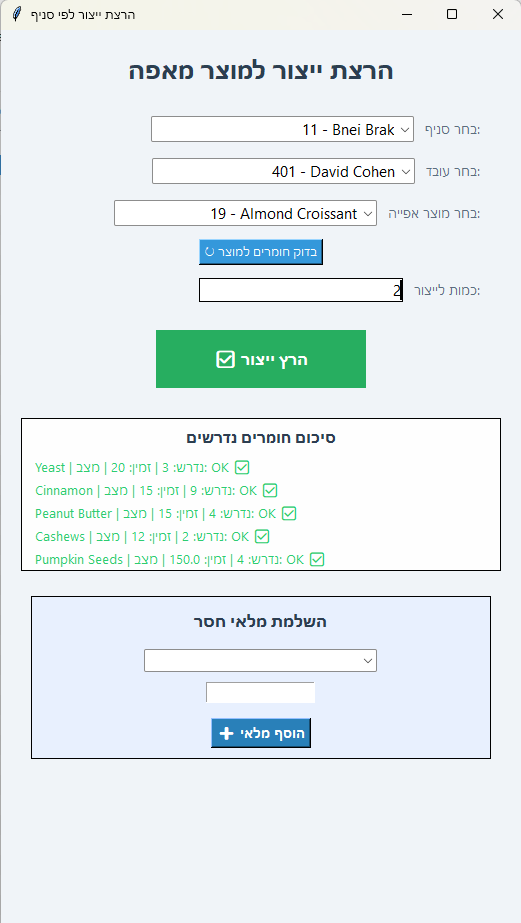 הרצת ייצור לפי סניף
הרצת ייצור למוצר מאפה
בחר סניף:
11 - Bnei Brak
בחר עובד:
401 - David Cohen
בחר מוצר אפייה:
19 - Almond Croissant
בדוק חומרים למוצר ↻
כמות לייצור:
2
הרץ ייצור ☑
סיכום חומרים נדרשים
Yeast | נדרש: 3 | זמין: 20 | מצב: OK ☑
Cinnamon | נדרש: 9 | זמין: 15 | מצב: OK ☑
Peanut Butter | נדרש: 4 | זמין: 15 | מצב: OK ☑
Cashews | נדרש: 2 | זמין: 12 | מצב: OK ☑
Pumpkin Seeds | נדרש: 4 | זמין: 150.0 | מצב: OK ☑
השלמת מלאי חסר
הוסף מלאי ➕